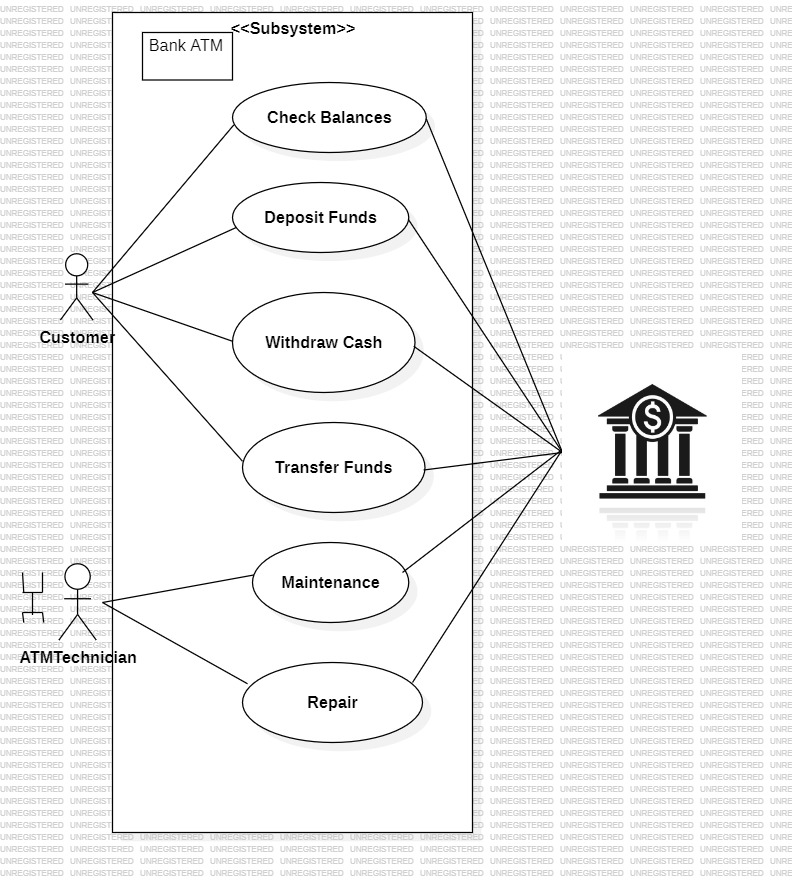 <<Subsystem>>
Bank ATM
Check Balances
Deposit Funds
Withdraw Cash
Customer
Transfer Funds
$
Maintenance
ATMTechnician
Repair
UNREGISTERED